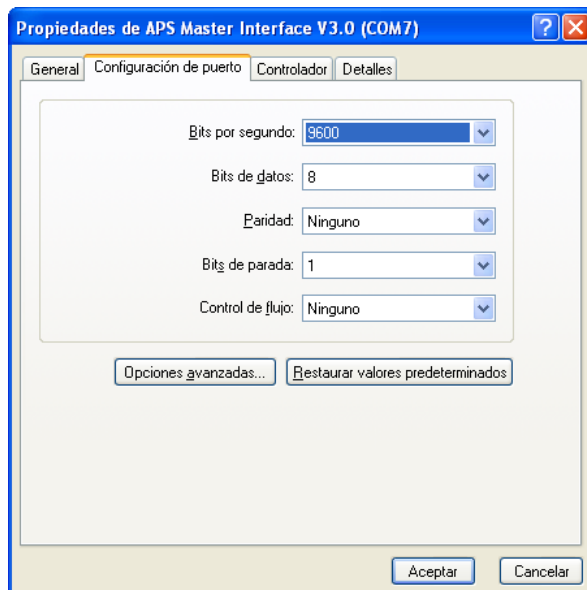 Propiedades de APS Master Interface V3.0 (COM7)
General Configuración de puerto Controlador Detalles
Bits por segundo: 9600
Bits de datos: 8
Paridad: Ninguno
Bits de parada: 1
Control de flujo: Ninguno
Opciones avanzadas... Restaurar valores predeterminados
Aceptar Cancelar